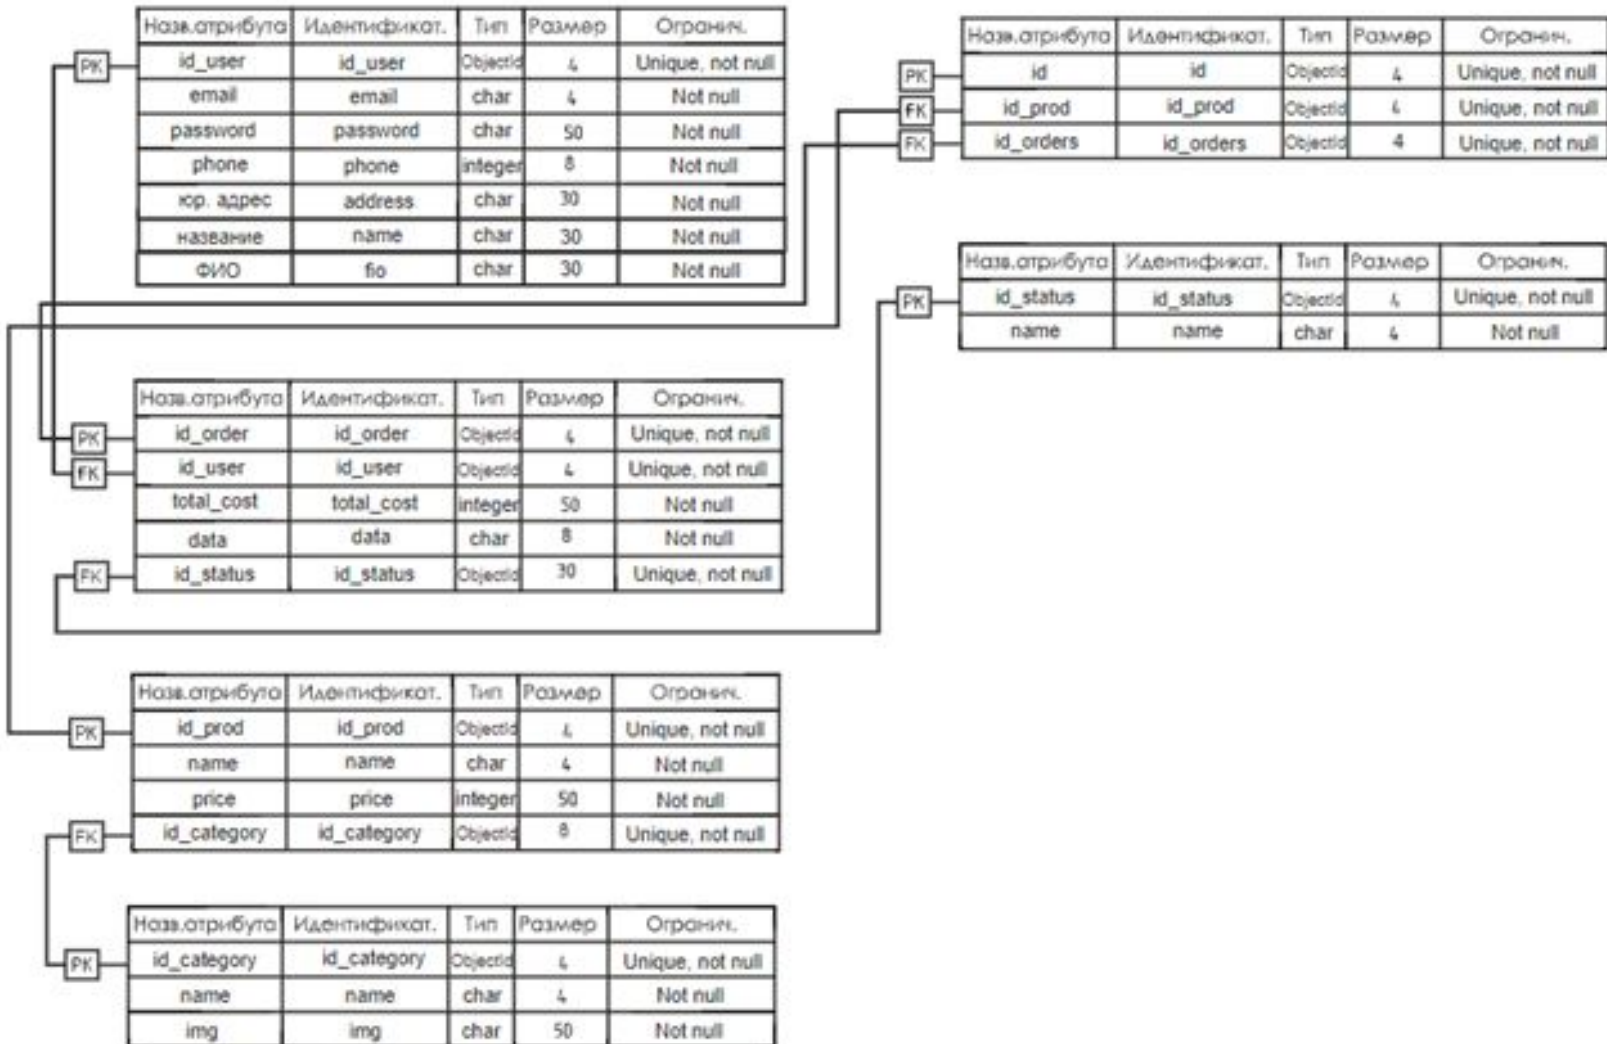 Назв.атрибута Идентификат. Тип Размер Огранич.
PK id_user id_user ObjectId 4 Unique, not null
email email char 4 Not null
password password char 50 Not null
phone phone integer 8 Not null
юр. адрес address char 30 Not null
название name char 30 Not null
ФИО fio char 30 Not null
Назв.атрибута Идентификат. Тип Размер Огранич.
PK id id ObjectId 4 Unique, not null
FK id_prod id_prod ObjectId 4 Unique, not null
FK id_orders id_orders ObjectId 4 Unique, not null
Назв.атрибута Идентификат. Тип Размер Огранич.
PK id_status id_status ObjectId 4 Unique, not null
name name char 4 Not null
Назв.атрибута Идентификат. Тип Размер Огранич.
PK id_order id_order ObjectId 4 Unique, not null
FK id_user id_user ObjectId 4 Unique, not null
total_cost total_cost integer 50 Not null
data data char 8 Not null
FK id_status id_status ObjectId 30 Unique, not null
Назв.атрибута Идентификат. Тип Размер Огранич.
PK id_prod id_prod ObjectId 4 Unique, not null
name name char 4 Not null
price price integer 50 Not null
FK id_category id_category ObjectId 8 Unique, not null
Назв.атрибута Идентификат. Тип Размер Огранич.
PK id_category id_category ObjectId 4 Unique, not null
name name char 4 Not null
img img char 50 Not null